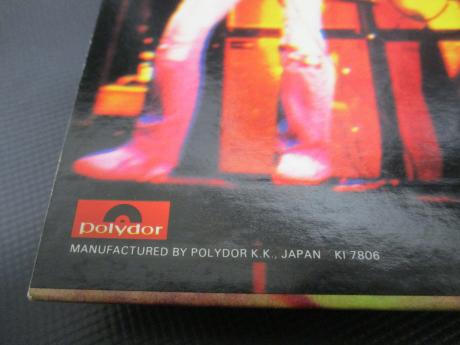 polydor
MANUFACTURED BY POLYDOR K.K., JAPAN KI 7806